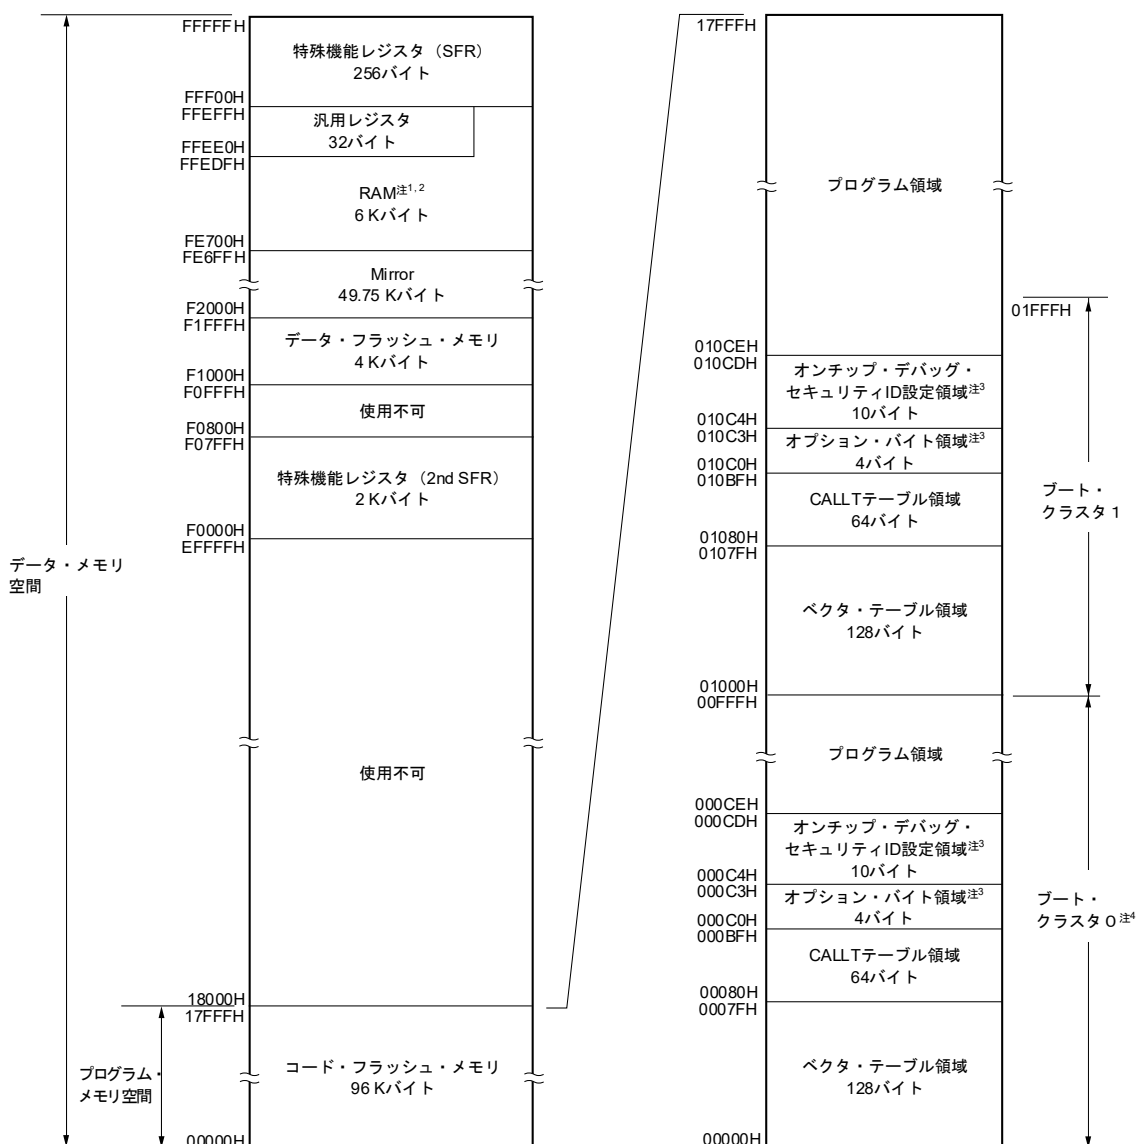 FFFFFH
特殊機能レジスタ（SFR）
256バイト
FFF00H
FFEFFH
汎用レジスタ
32バイト
FFEE0H
FFEDFH
RAM注1, 2
6 Kバイト
FE700H
FE6FFH
Mirror
49.75 Kバイト
F2000H
F1FFFH
データ・フラッシュ・メモリ
4 Kバイト
F1000H
F0FFFH
使用不可
F0800H
F07FFH
特殊機能レジスタ（2nd SFR）
2 Kバイト
F0000H
EFFFFH
データ・メモリ
空間
使用不可
18000H
17FFFH
コード・フラッシュ・メモリ
96 Kバイト
プログラム・
メモリ空間
00000H
17FFFH
プログラム領域
01FFFH
010CEH
010CDH
オンチップ・デバッグ・
セキュリティID設定領域注3
10バイト
010C4H
010C3H
オプション・バイト領域注3
4バイト
010C0H
010BFH
CALLTテーブル領域
64バイト
ブート・
クラスタ 1
01080H
0107FH
ベクタ・テーブル領域
128バイト
01000H
00FFFH
プログラム領域
000CEH
000CDH
オンチップ・デバッグ・
セキュリティID設定領域注3
10バイト
000C4H
000C3H
オプション・バイト領域注3
4バイト
000C0H
000BFH
ブート・
クラスタ 0 注4
CALLTテーブル領域
64バイト
00080H
0007FH
ベクタ・テーブル領域
128バイト
00000H